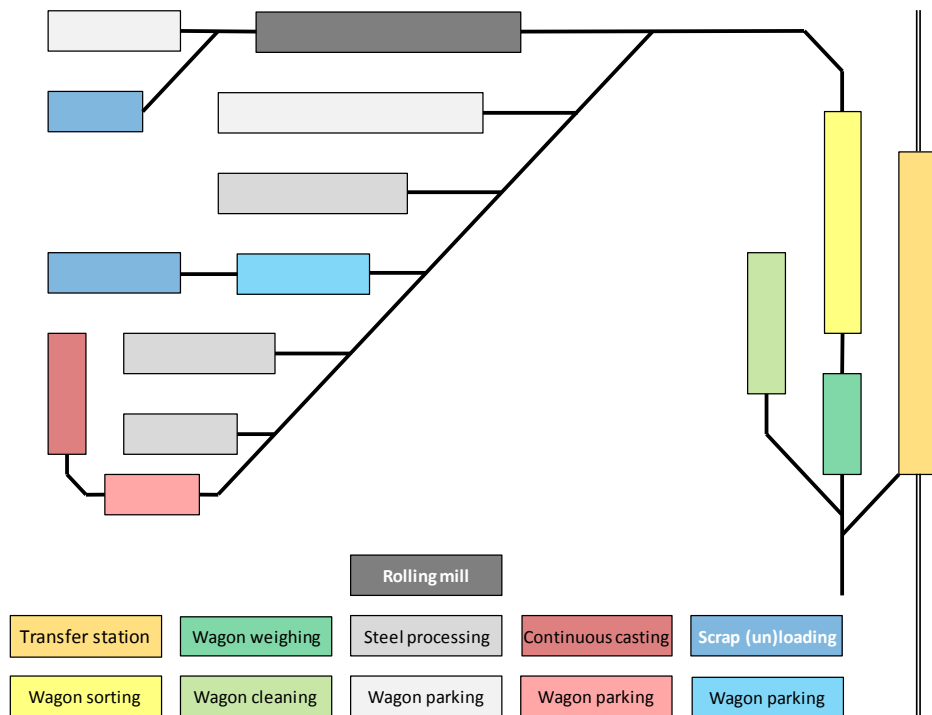 Rolling mill
Transfer station
Wagon weighing
Steel processing
Continuous casting
Scrap (un)loading
Wagon sorting
Wagon cleaning
Wagon parking
Wagon parking
Wagon parking